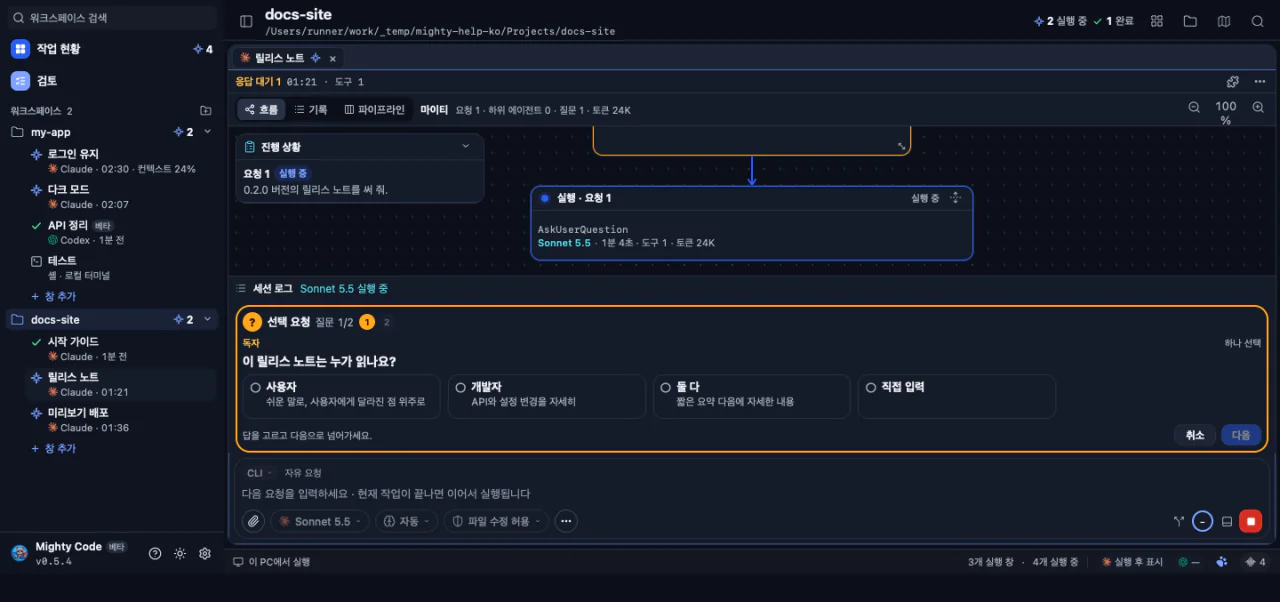 워크스페이스 검색
작업 현황 4
검토
워크스페이스 2
my-app 2
로그인 유지
Claude · 02:30 · 컨텍스트 24%
다크 모드
Claude · 02:07
API 정리 베타
Codex · 1분 전
테스트
셸 · 로컬 터미널
+ 창 추가
docs-site 2
시작 가이드
Claude · 1분 전
릴리스 노트
Claude · 01:21
미리보기 배포
Claude · 01:36
+ 창 추가
Mighty Code 베타
v0.5.4
docs-site
/Users/runner/work/_temp/mighty-help-ko/Projects/docs-site
2 실행 중 1 완료
릴리스 노트 ×
응답 대기 1 01:21 · 도구 1
흐름 기록 파이프라인 마이티 요청 1 · 하위 에이전트 0 · 질문 1 · 토큰 24K
100
%
진행 상황
요청 1 실행 중
0.2.0 버전의 릴리스 노트를 써 줘.
실행 · 요청 1 실행 중
AskUserQuestion
Sonnet 5.5 · 1분 4초 · 도구 1 · 토큰 24K
세션 로그 Sonnet 5.5 실행 중
? 선택 요청 질문 1/2 1 2
독자 하나 선택
이 릴리스 노트는 누가 읽나요?
사용자
쉬운 말로, 사용자에게 달라진 점 위주로
개발자
API와 설정 변경을 자세히
둘 다
짧은 요약 다음에 자세한 내용
직접 입력
답을 고르고 다음으로 넘어가세요. 취소 다음
CLI 자유 요청
다음 요청을 입력하세요 · 현재 작업이 끝나면 이어서 실행됩니다
Sonnet 5.5 자동 파일 수정 허용
이 PC에서 실행 3개 실행 창 · 4개 실행 중 실행 후 표시 — 4